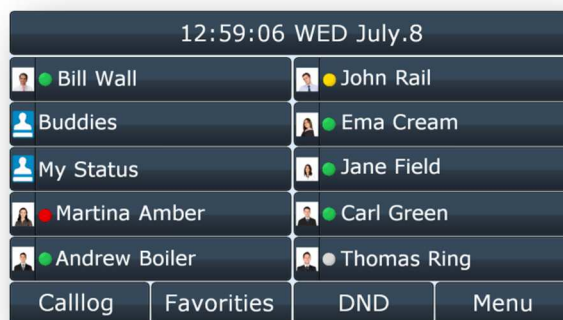 12:59:06 WED July.8
Bill Wall
John Rail
Buddies
Ema Cream
My Status
Jane Field
Martina Amber
Carl Green
Andrew Boiler
Thomas Ring
Calllog Favorities DND Menu